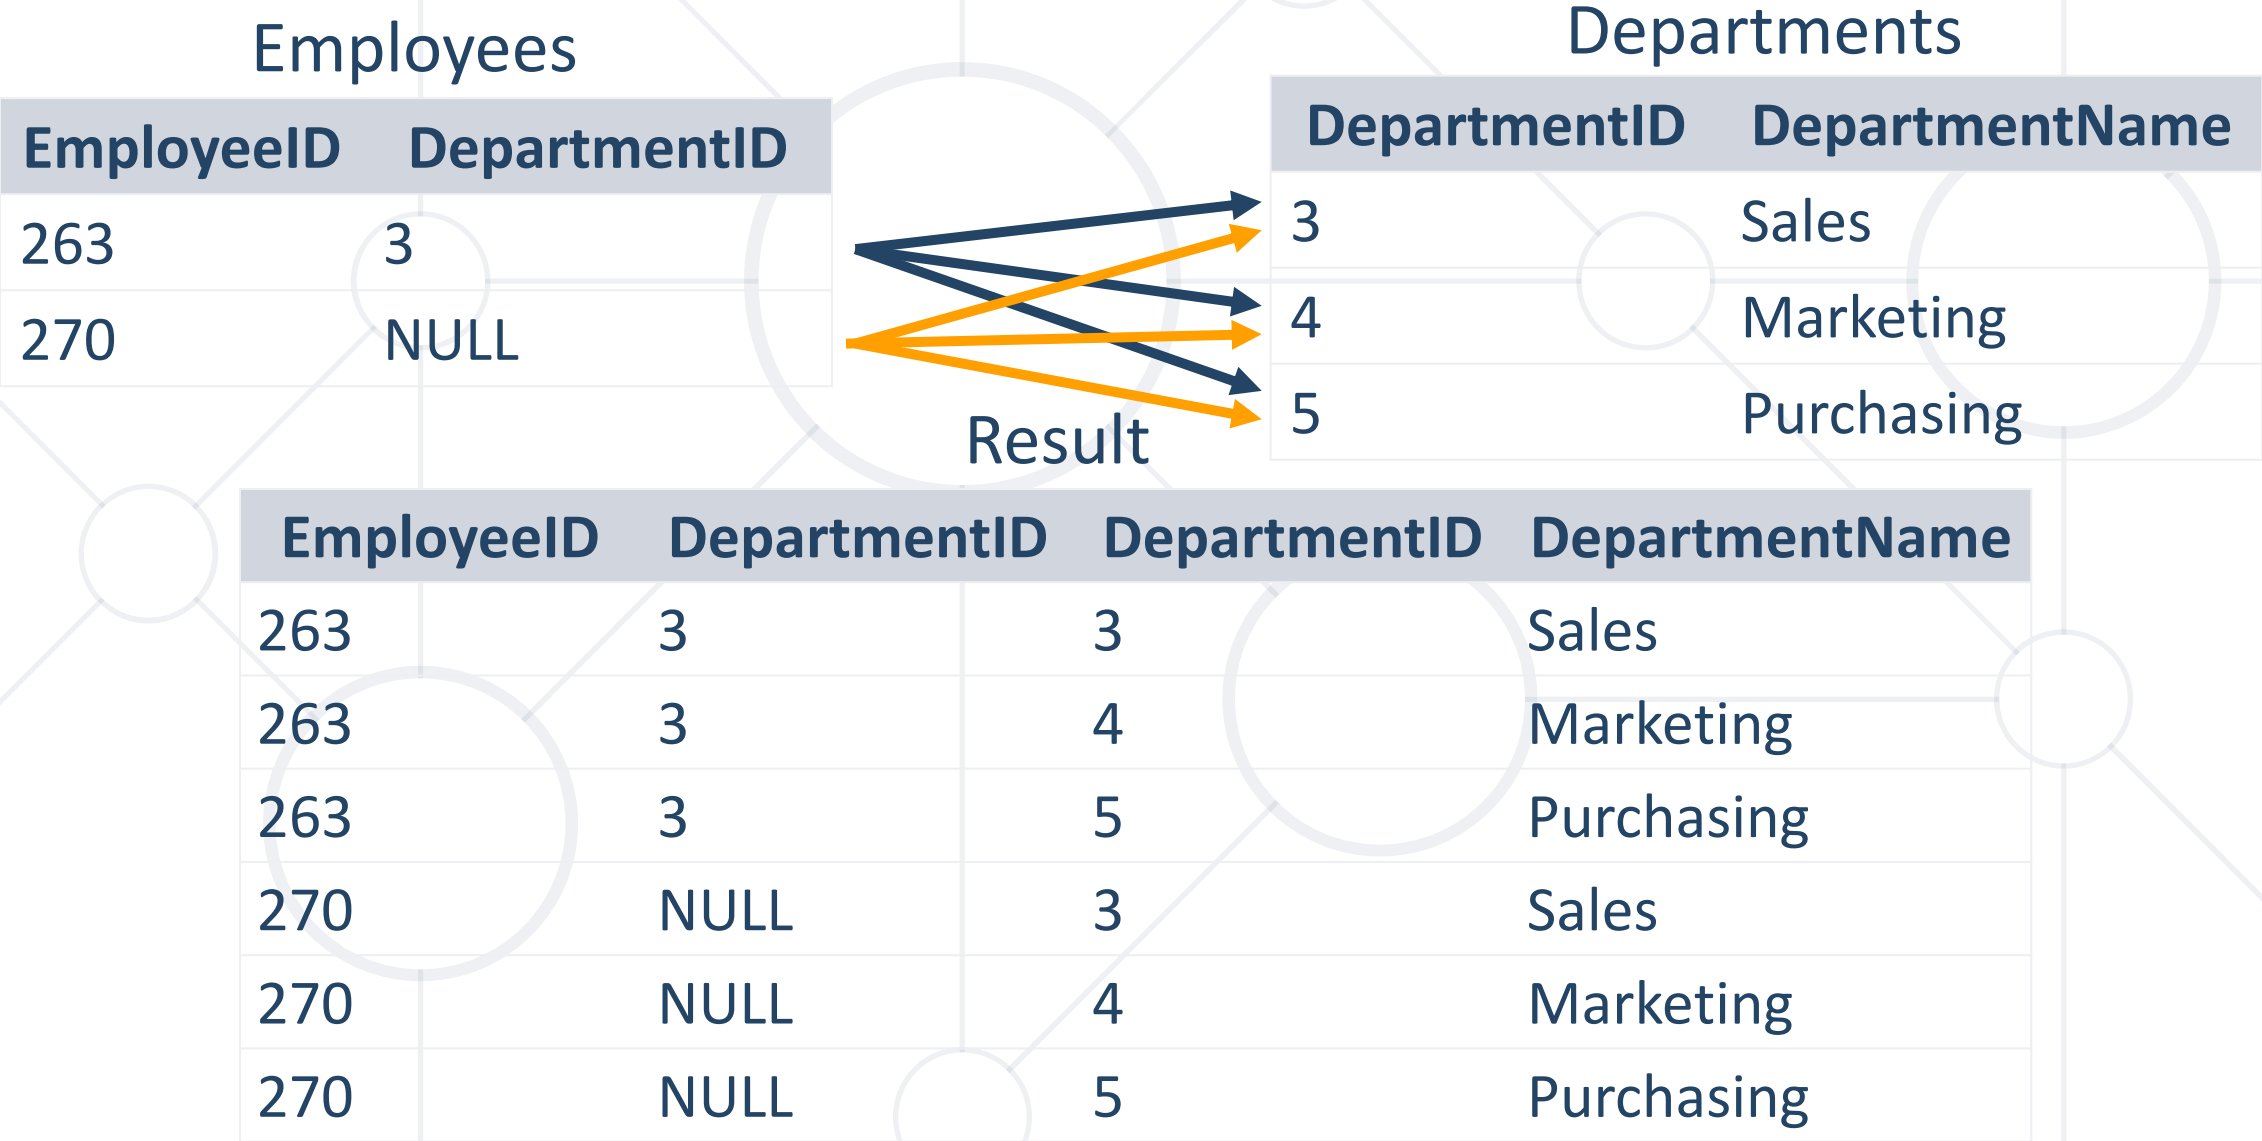 Employees
EmployeeID DepartmentID
263 3
270 NULL
Departments
DepartmentID DepartmentName
3 Sales
4 Marketing
5 Purchasing
Result
EmployeeID DepartmentID DepartmentID DepartmentName
263 3 3 Sales
263 3 4 Marketing
263 3 5 Purchasing
270 NULL 3 Sales
270 NULL 4 Marketing
270 NULL 5 Purchasing